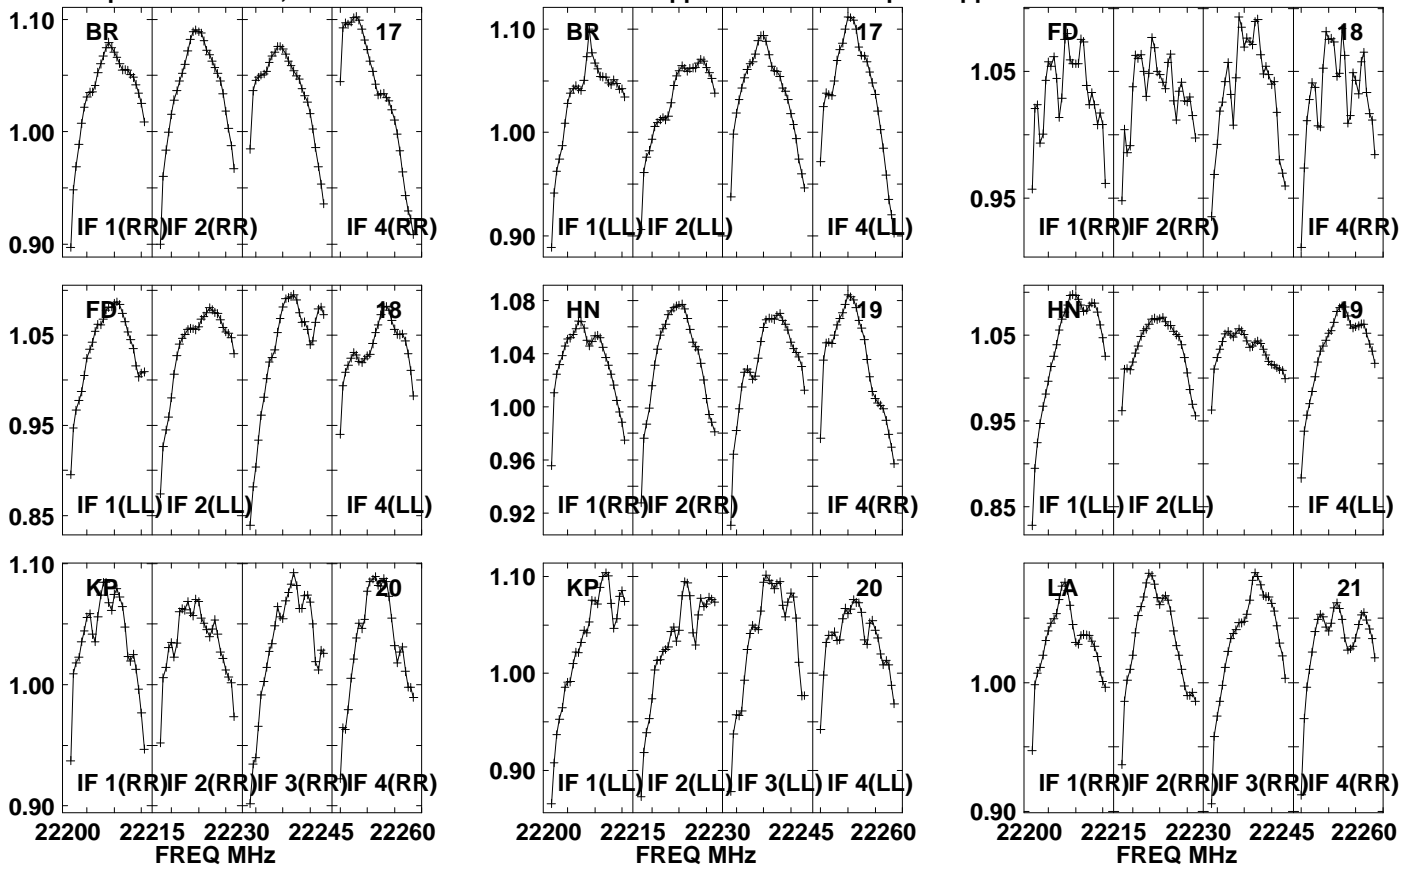 BR 17
1.10
1.00
0.90
IF 1(RR) IF 2(RR) IF 4(RR)
BR 17
1.10
1.00
0.90
IF 1(LL) IF 2(LL) IF 4(LL)
FD 18
1.05
0.95
IF 1(RR) IF 2(RR) IF 4(RR)
FD 18
1.05
0.95
0.85
IF 1(LL) IF 2(LL) IF 4(LL)
HN 19
1.08
1.04
1.00
0.96
0.92
IF 1(RR) IF 2(RR) IF 4(RR)
HN 19
1.05
0.95
0.85
IF 1(LL) IF 2(LL) IF 4(LL)
KP 20
1.10
1.00
0.90
IF 1(RR) IF 2(RR) IF 3(RR) IF 4(RR)
22200 22215 22230 22245 22260
FREQ MHz
KP 20
1.10
1.00
0.90
IF 1(LL) IF 2(LL) IF 3(LL) IF 4(LL)
22200 22215 22230 22245 22260
FREQ MHz
LA 21
1.00
0.90
IF 1(RR) IF 2(RR) IF 3(RR) IF 4(RR)
22200 22215 22230 22245 22260
FREQ MHz